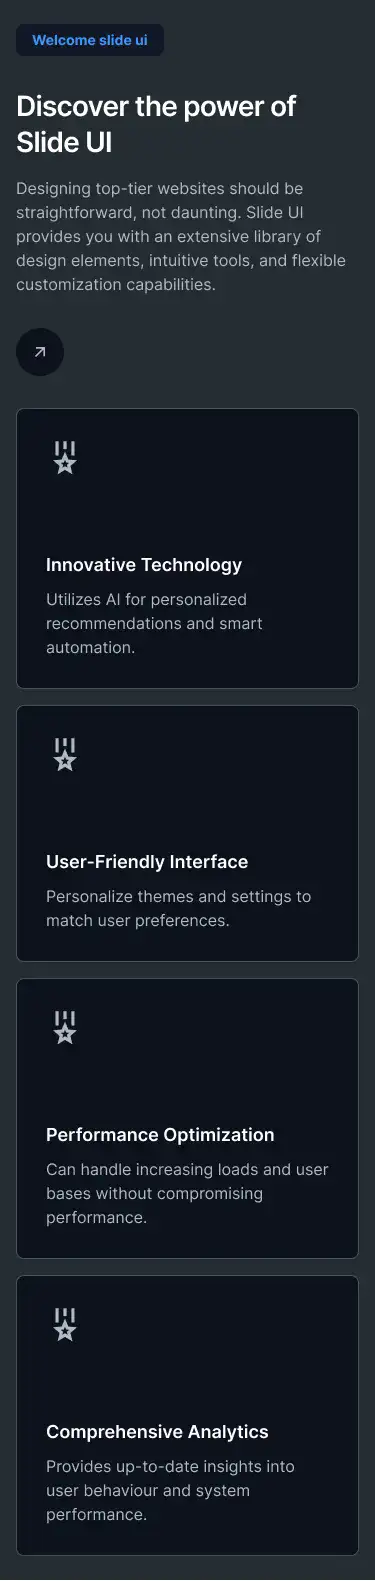 Welcome slide ui
Discover the power of
Slide UI
Designing top-tier websites should be
straightforward, not daunting. Slide UI
provides you with an extensive library of
design elements, intuitive tools, and flexible
customization capabilities.
Innovative Technology
Utilizes AI for personalized
recommendations and smart
automation.
User-Friendly Interface
Personalize themes and settings to
match user preferences.
Performance Optimization
Can handle increasing loads and user
bases without compromising
performance.
Comprehensive Analytics
Provides up-to-date insights into
user behaviour and system
performance.